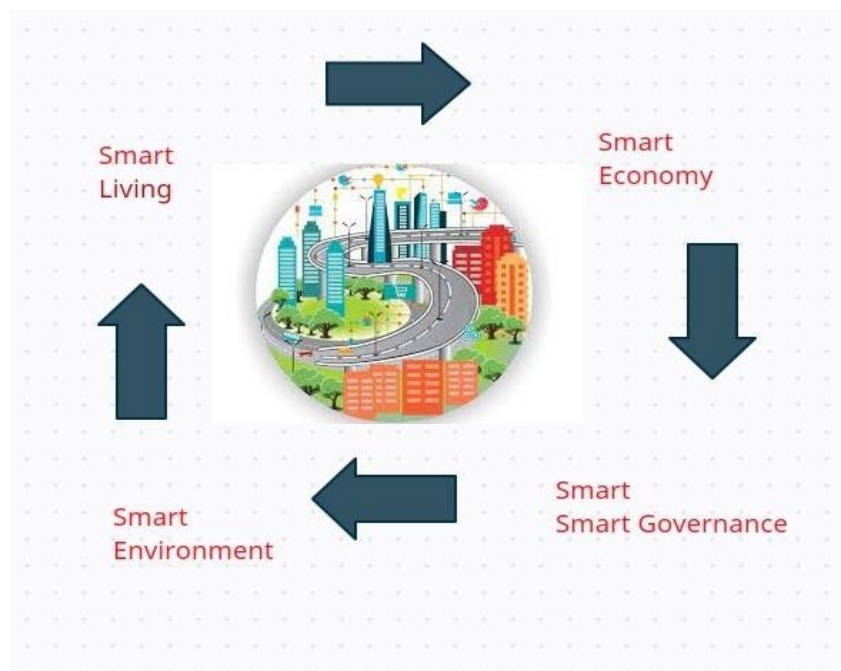 Smart
Living
Smart
Economy
Smart
Smart Governance
Smart
Environment